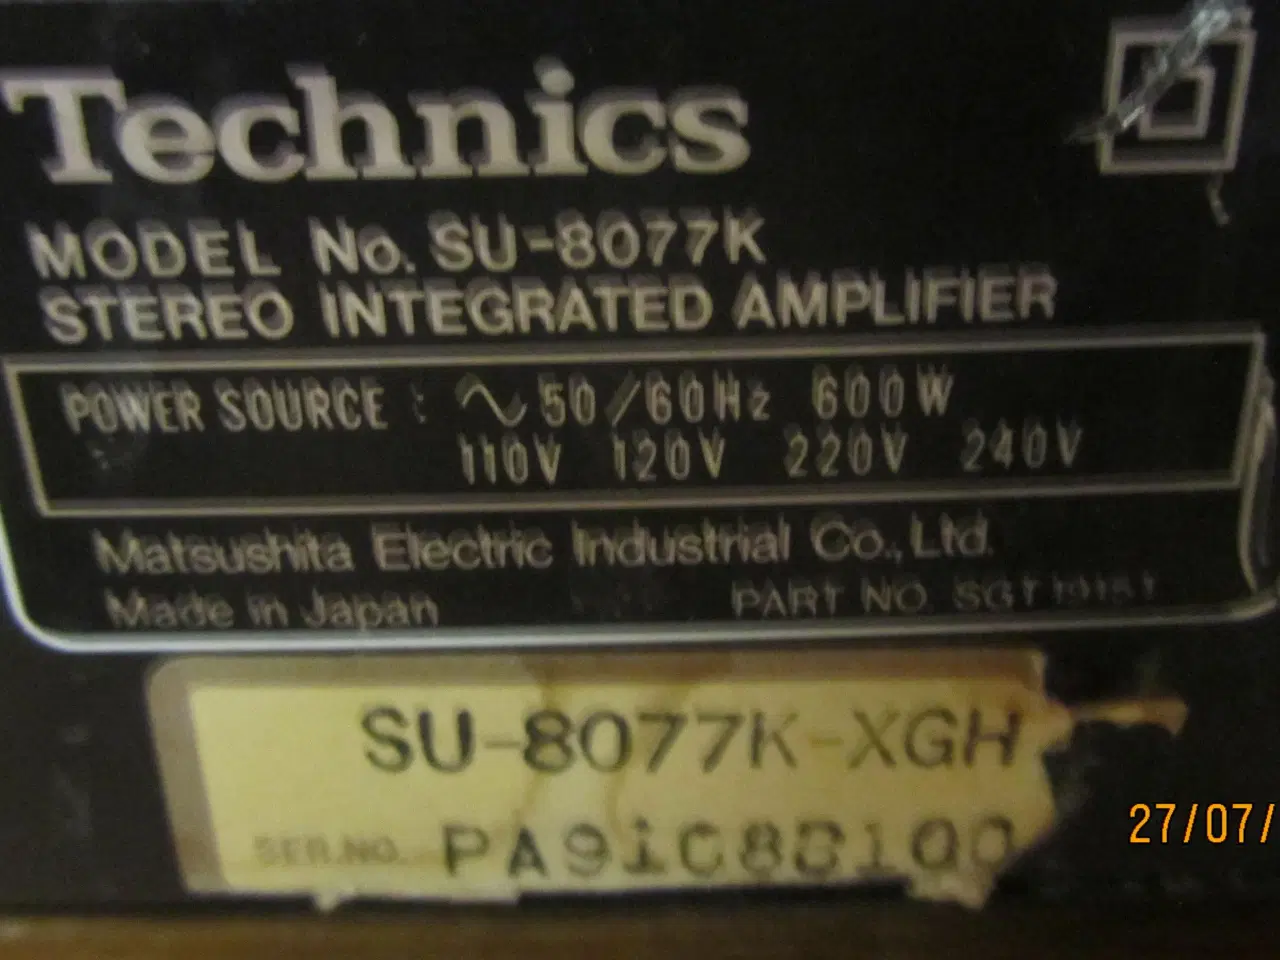 Technics
MODEL No. SU-8077K
STEREO INTEGRATED AMPLIFIER
POWER SOURCE : ∿ 50/60Hz 600W
110V 120V 220V 240V
Matsushita Electric Industrial Co., Ltd.
Made in Japan PART NO.
SU-8077K-XGH
SER.NO.
27/07/